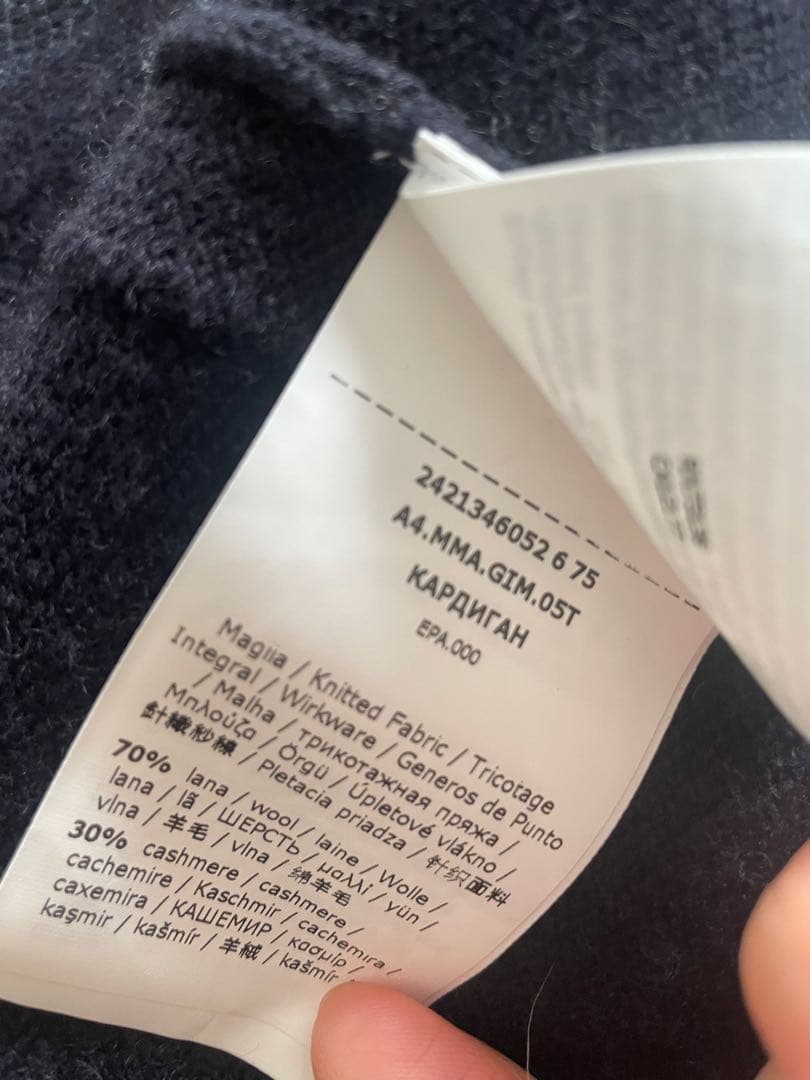 2421346052 6 75
A4.MMA.GIM.05T
КАРДИГАН
EPA.000
Maglia / Knitted Fabric / Tricotage
Integral / Wirkware / Generos de Punto
/ Malha / трикотажная пряжа /
Μπλούζα / Örgü / Úpletové vlákno /
針織紗線 / Pletacia priadza / 针织面料
70% lana / wool / laine / Wolle /
lana / lã / ШЕРСТЬ / μαλλί / yün /
vlna / 羊毛 / vlna / 绵羊毛
30% cashmere / cashmere /
cachemire / Kaschmir / cachemira /
caxemira / КАШЕМИР / κασμίρ /
kaşmir / kašmír / 羊絨 / kašmír